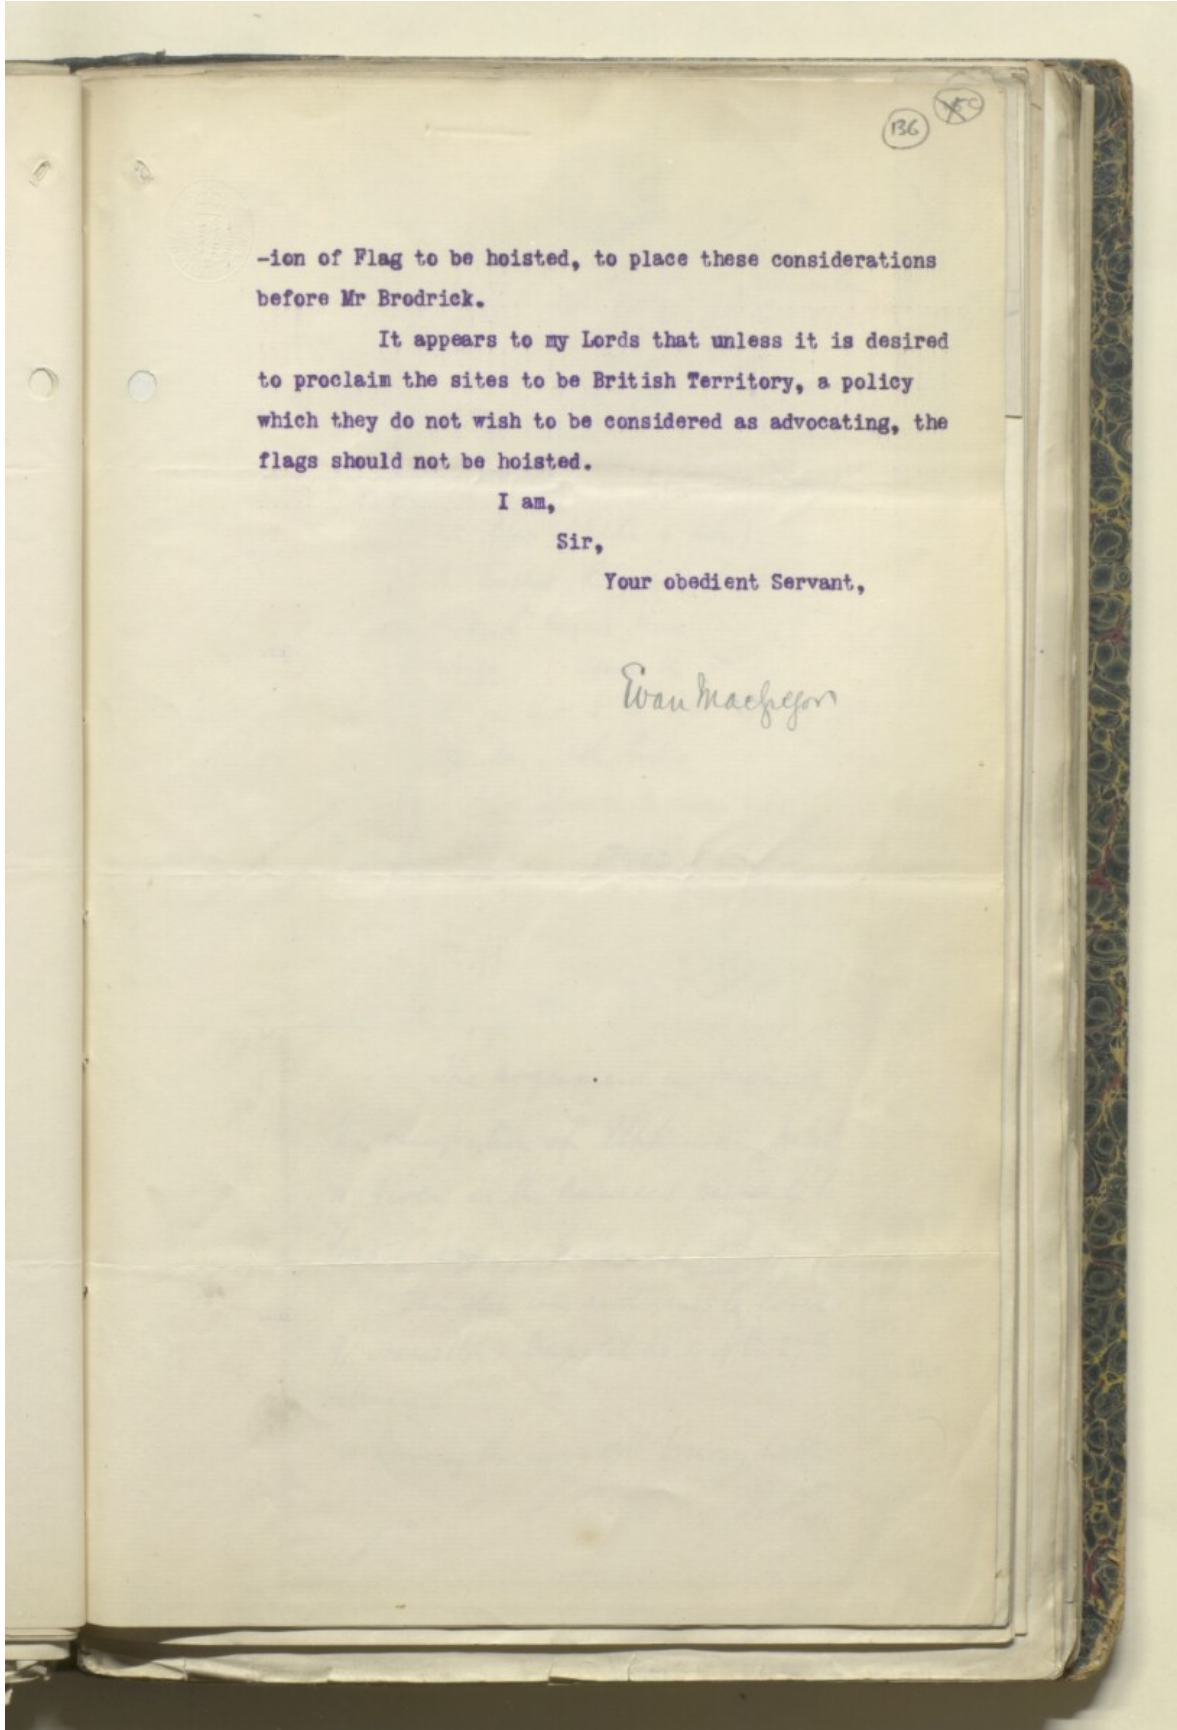 136
-ion of Flag to be hoisted, to place these considerations
before Mr Brodrick.
It appears to my Lords that unless it is desired
to proclaim the sites to be British Territory, a policy
which they do not wish to be considered as advocating, the
flags should not be hoisted.
I am,
Sir,
Your obedient Servant,
Evan MacGregor